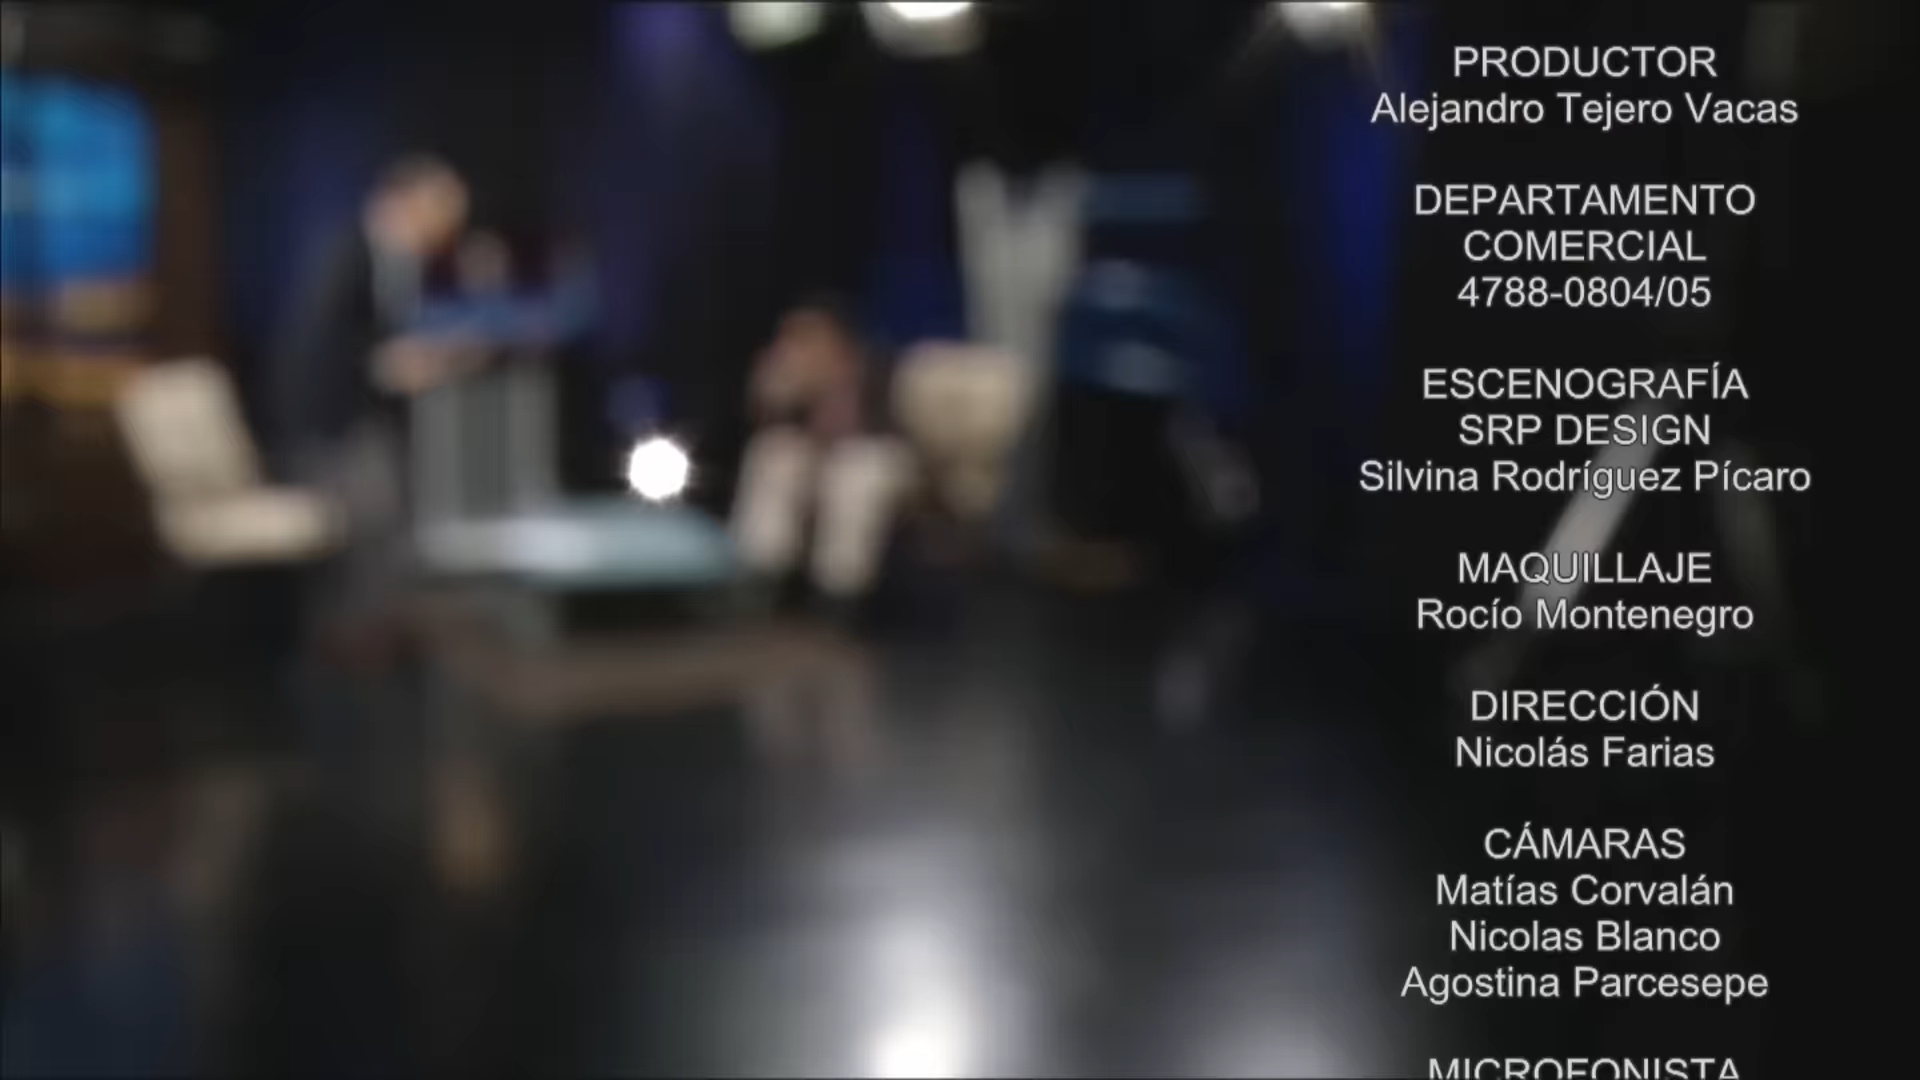 PRODUCTOR
Alejandro Tejero Vacas
DEPARTAMENTO
COMERCIAL
4788-0804/05
ESCENOGRAFÍA
SRP DESIGN
Silvina Rodríguez Pícaro
MAQUILLAJE
Rocío Montenegro
DIRECCIÓN
Nicolás Farias
CÁMARAS
Matías Corvalán
Nicolas Blanco
Agostina Parcesepe
MICROFONISTA